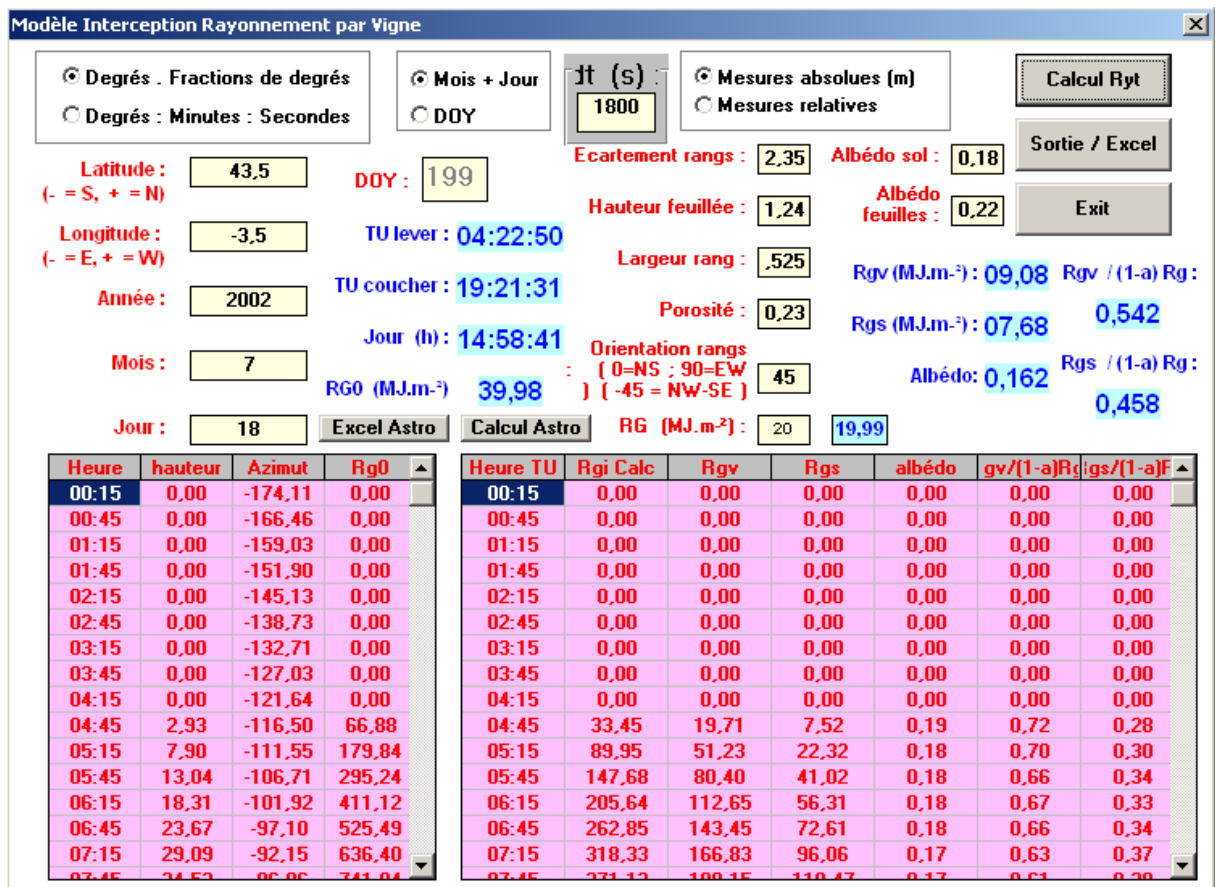 Modèle Interception Rayonnement par Vigne
Degrés . Fractions de degrés
Degrés : Minutes : Secondes
Mois + Jour
DOY
dt (s) :
1800
Mesures absolues (m)
Mesures relatives
Calcul Ryt
Sortie / Excel
Exit
Latitude : 43,5
(- = S, + = N)
Longitude : -3,5
(- = E, + = W)
Année : 2002
Mois : 7
Jour : 18
DOY : 199
TU lever : 04:22:50
TU coucher : 19:21:31
Jour (h) : 14:58:41
RG0 (MJ.m-²) 39,98
Excel Astro
Calcul Astro
Ecartement rangs : 2,35
Hauteur feuillée : 1,24
Largeur rang : ,525
Porosité : 0,23
Orientation rangs
: ( 0=NS ; 90=EW
) ( -45 = NW-SE ) 45
RG (MJ.m-²) : 20 19,99
Albédo sol : 0,18
Albédo
feuilles : 0,22
Rgv (MJ.m-²) : 09,08
Rgs (MJ.m-²) : 07,68
Albédo: 0,162
Rgv / (1-a) Rg :
0,542
Rgs / (1-a) Rg :
0,458
Heure hauteur Azimut Rg0
00:15 0,00 -174,11 0,00
00:45 0,00 -166,46 0,00
01:15 0,00 -159,03 0,00
01:45 0,00 -151,90 0,00
02:15 0,00 -145,13 0,00
02:45 0,00 -138,73 0,00
03:15 0,00 -132,71 0,00
03:45 0,00 -127,03 0,00
04:15 0,00 -121,64 0,00
04:45 2,93 -116,50 66,88
05:15 7,90 -111,55 179,84
05:45 13,04 -106,71 295,24
06:15 18,31 -101,92 411,12
06:45 23,67 -97,10 525,49
07:15 29,09 -92,15 636,40
Heure TU Rgi Calc Rgv Rgs albédo gv/(1-a)Rg gs/(1-a)F
00:15 0,00 0,00 0,00 0,00 0,00 0,00
00:45 0,00 0,00 0,00 0,00 0,00 0,00
01:15 0,00 0,00 0,00 0,00 0,00 0,00
01:45 0,00 0,00 0,00 0,00 0,00 0,00
02:15 0,00 0,00 0,00 0,00 0,00 0,00
02:45 0,00 0,00 0,00 0,00 0,00 0,00
03:15 0,00 0,00 0,00 0,00 0,00 0,00
03:45 0,00 0,00 0,00 0,00 0,00 0,00
04:15 0,00 0,00 0,00 0,00 0,00 0,00
04:45 33,45 19,71 7,52 0,19 0,72 0,28
05:15 89,95 51,23 22,32 0,18 0,70 0,30
05:45 147,68 80,40 41,02 0,18 0,66 0,34
06:15 205,64 112,65 56,31 0,18 0,67 0,33
06:45 262,85 143,45 72,61 0,18 0,66 0,34
07:15 318,33 166,83 96,06 0,17 0,63 0,37